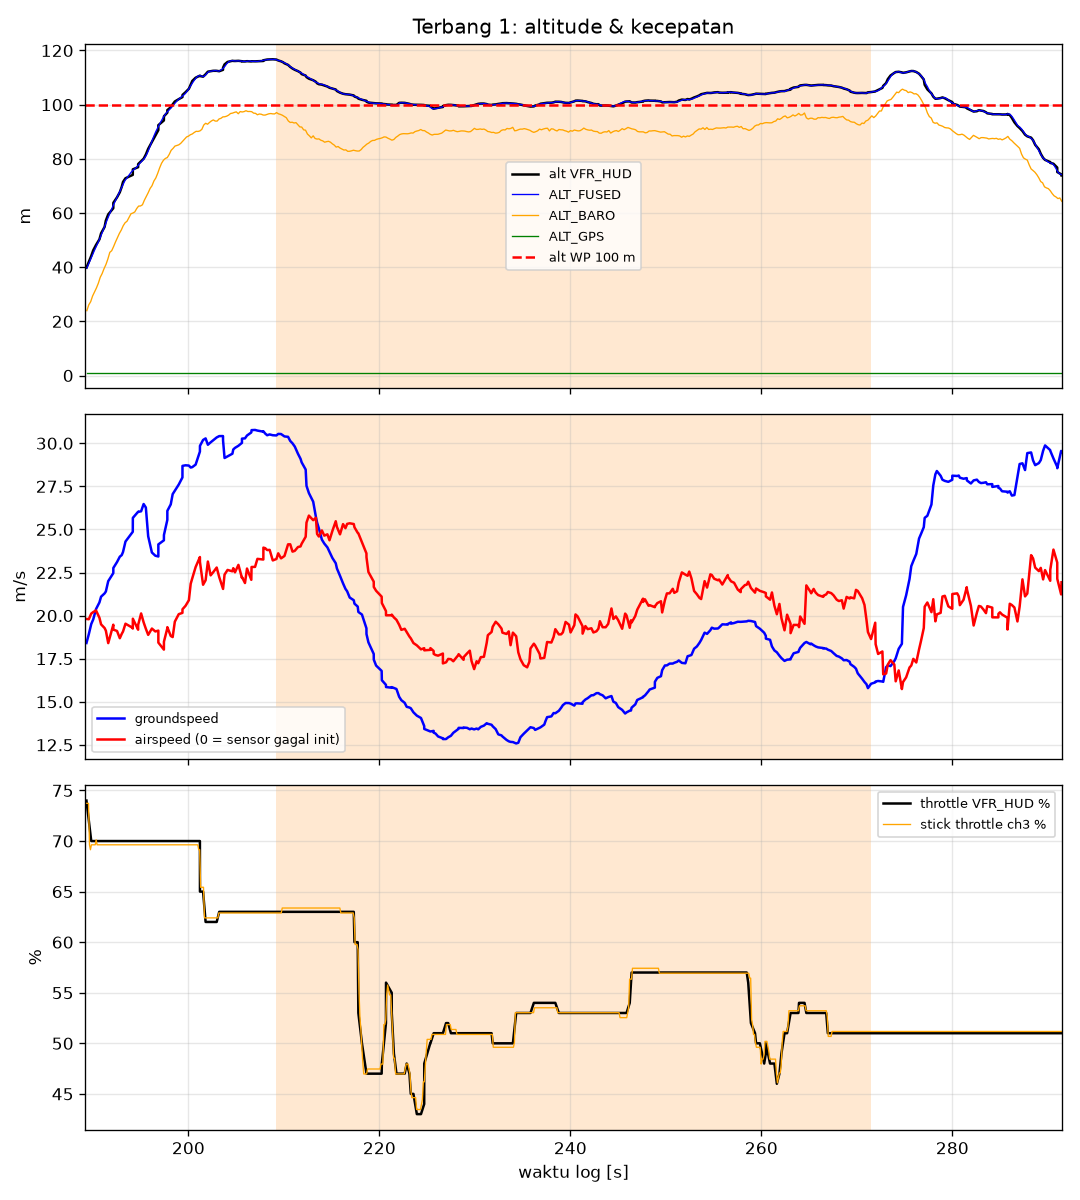 Terbang 1: altitude & kecepatan
120
100
80
60
40
20
0
m
alt VFR_HUD
ALT_FUSED
ALT_BARO
ALT_GPS
alt WP 100 m
30.0
27.5
25.0
22.5
20.0
17.5
15.0
12.5
m/s
groundspeed
airspeed (0 = sensor gagal init)
75
70
65
60
55
50
45
%
throttle VFR_HUD %
stick throttle ch3 %
200 220 240 260 280
waktu log [s]